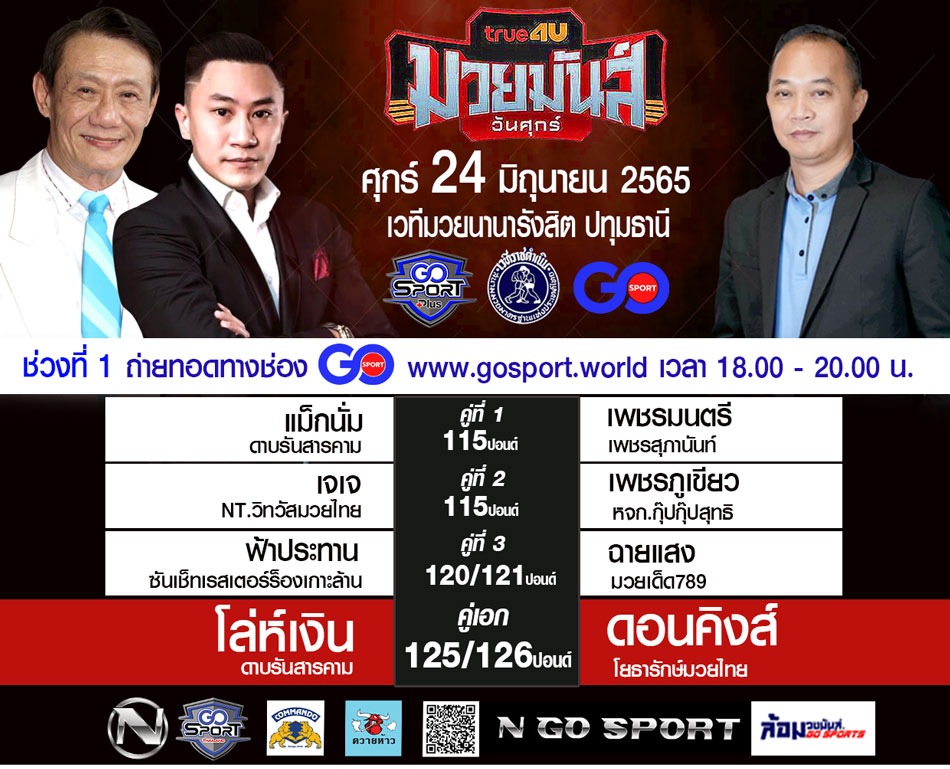 true4U
มวยมันส์
วันศุกร์
ศุกร์ 24 มิถุนายน 2565
เวทีมวยนานารังสิต ปทุมธานี
GO SPORT Plus
GO SPORT
ช่วงที่ 1 ถ่ายทอดทางช่อง GO SPORT www.gosport.world เวลา 18.00 - 20.00 น.
แม็กนั่ม คู่ที่ 1 เพชรมนตรี
ดาบรันสารคาม 115ปอนด์ เพชรสุภานันท์
เจเจ คู่ที่ 2 เพชรภูเขียว
NT.วิทวัสมวยไทย 115ปอนด์ หจก.กุ๊ปกุ๊ปสุทธิ
ฟ้าประทาน คู่ที่ 3 ฉายแสง
ซันเช็ทเรสเตอร์ร็องเกาะล้าน 120/121ปอนด์ มวยเด็ด789
โล่ห์เงิน คู่เอก ดอนคิงส์
ดาบรันสารคาม 125/126ปอนด์ โยธารักษ์มวยไทย
N GO SPORT COMMANDO ควายห้าว N GO SPORT ล้อมวงมันส์. GO SPORTS